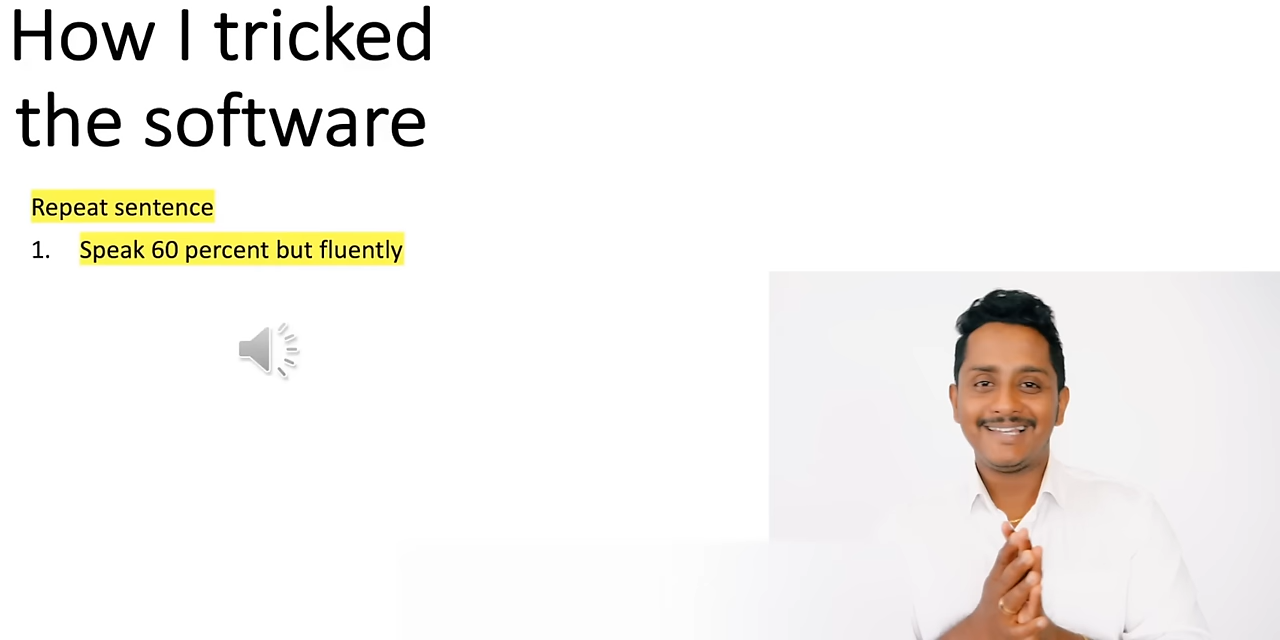 How I tricked
the software
Repeat sentence
1. Speak 60 percent but fluently